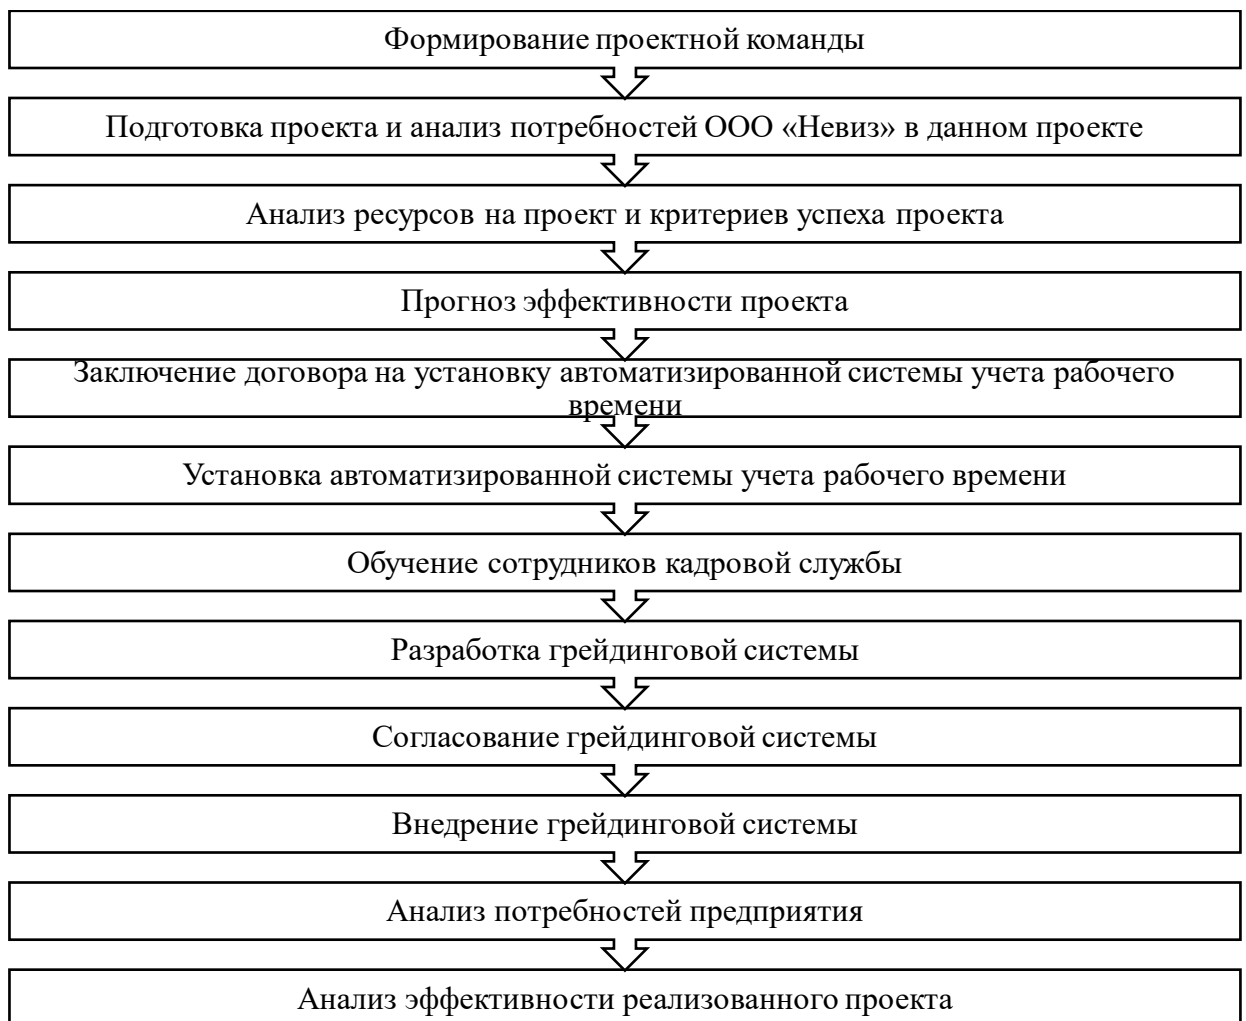 Формирование проектной команды
Подготовка проекта и анализ потребностей ООО «Невиз» в данном проекте
Анализ ресурсов на проект и критериев успеха проекта
Прогноз эффективности проекта
Заключение договора на установку автоматизированной системы учета рабочего
времени
Установка автоматизированной системы учета рабочего времени
Обучение сотрудников кадровой службы
Разработка грейдинговой системы
Согласование грейдинговой системы
Внедрение грейдинговой системы
Анализ потребностей предприятия
Анализ эффективности реализованного проекта